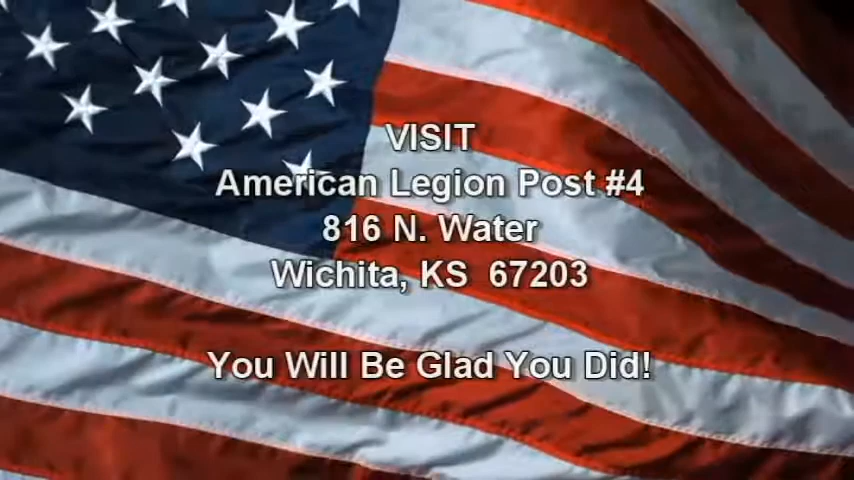 VISIT
American Legion Post #4
816 N. Water
Wichita, KS  67203
You Will Be Glad You Did!